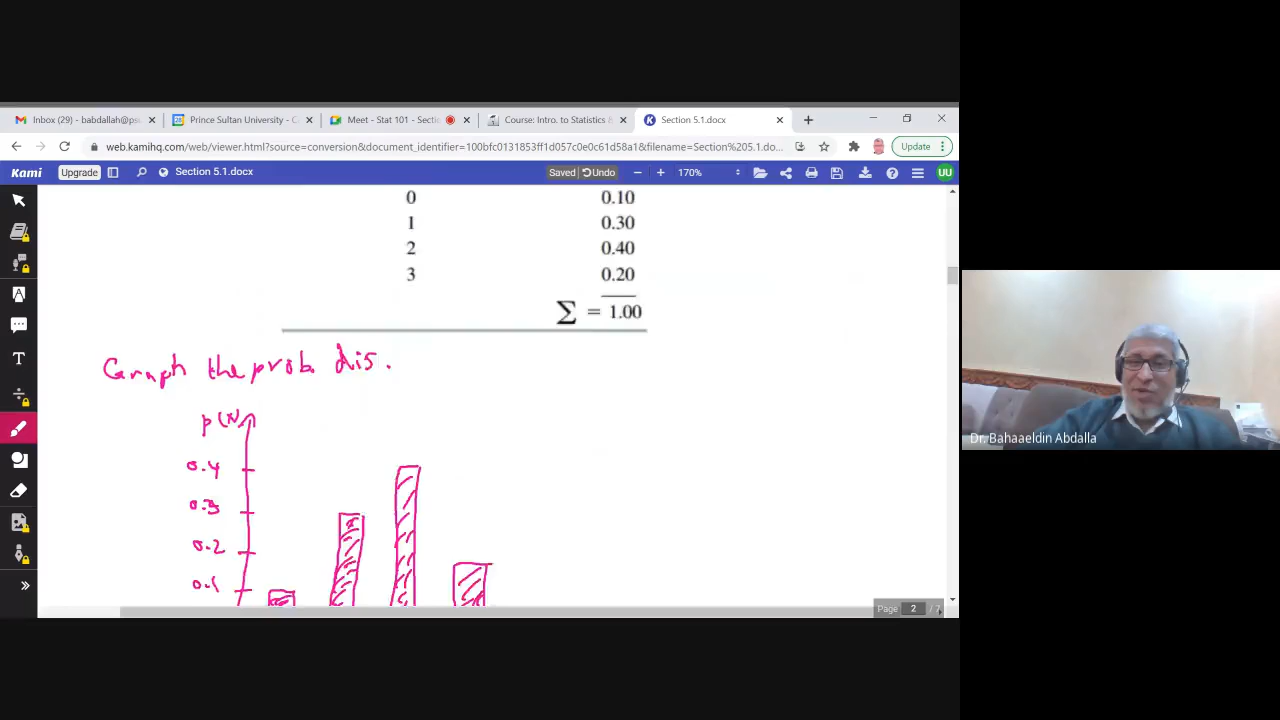 Inbox (29) - babdallah@ps
Prince Sultan University - C
Meet - Stat 101 - Secti
Course: Intro. to Statistics &
Section 5.1.docx
web.kamihq.com/web/viewer.html?source=conversion&document_identifier=100bfc0131853ff1d057c0e0c61d58a1&filename=Section%205.1.do...
Update
Kami
Upgrade
Section 5.1.docx
Saved
Undo
170%
UU
0 0.10
1 0.30
2 0.40
3 0.20
∑ = 1.00
Graph the prob. dis.
P(x)
0.4
0.3
0.2
0.1
Page 2 / 7
Dr. Bahaaeldin Abdalla